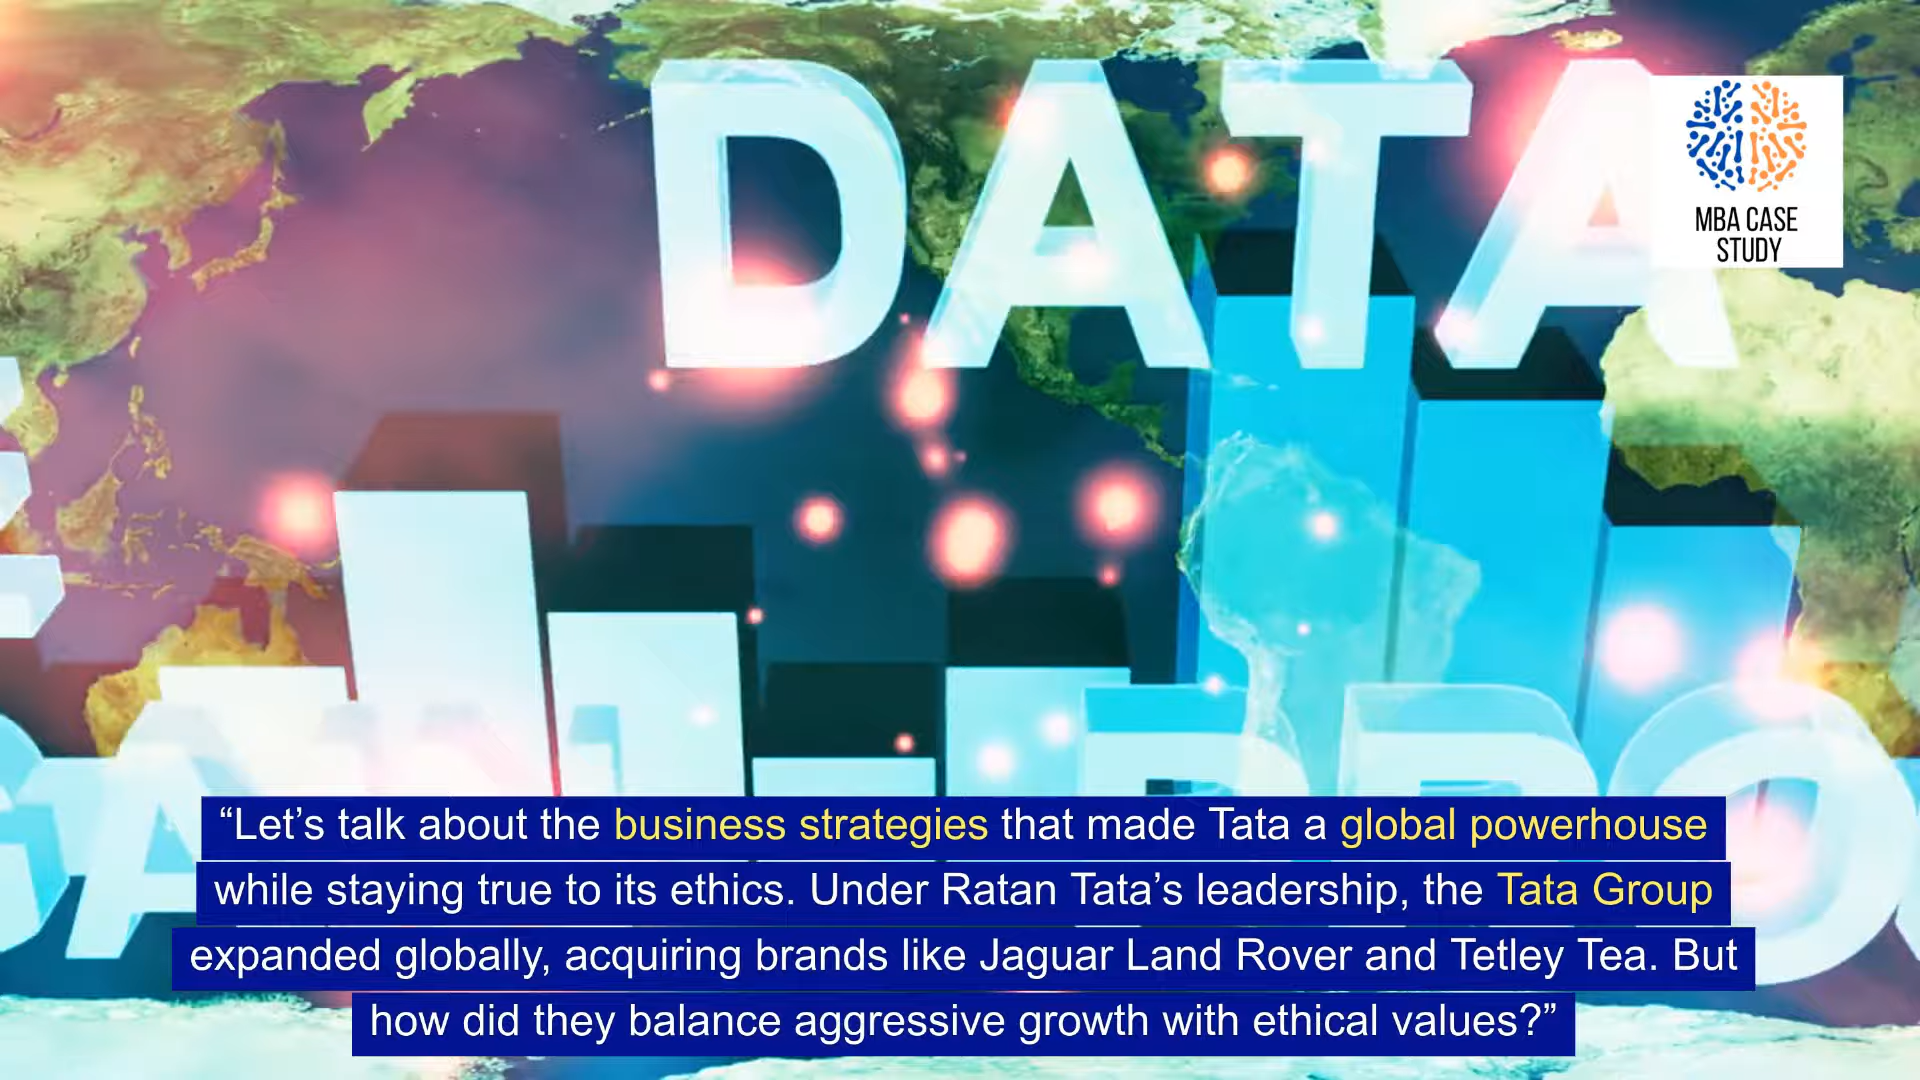 DATA
MBA CASE
STUDY
“Let’s talk about the business strategies that made Tata a global powerhouse
while staying true to its ethics. Under Ratan Tata’s leadership, the Tata Group
expanded globally, acquiring brands like Jaguar Land Rover and Tetley Tea. But
how did they balance aggressive growth with ethical values?”